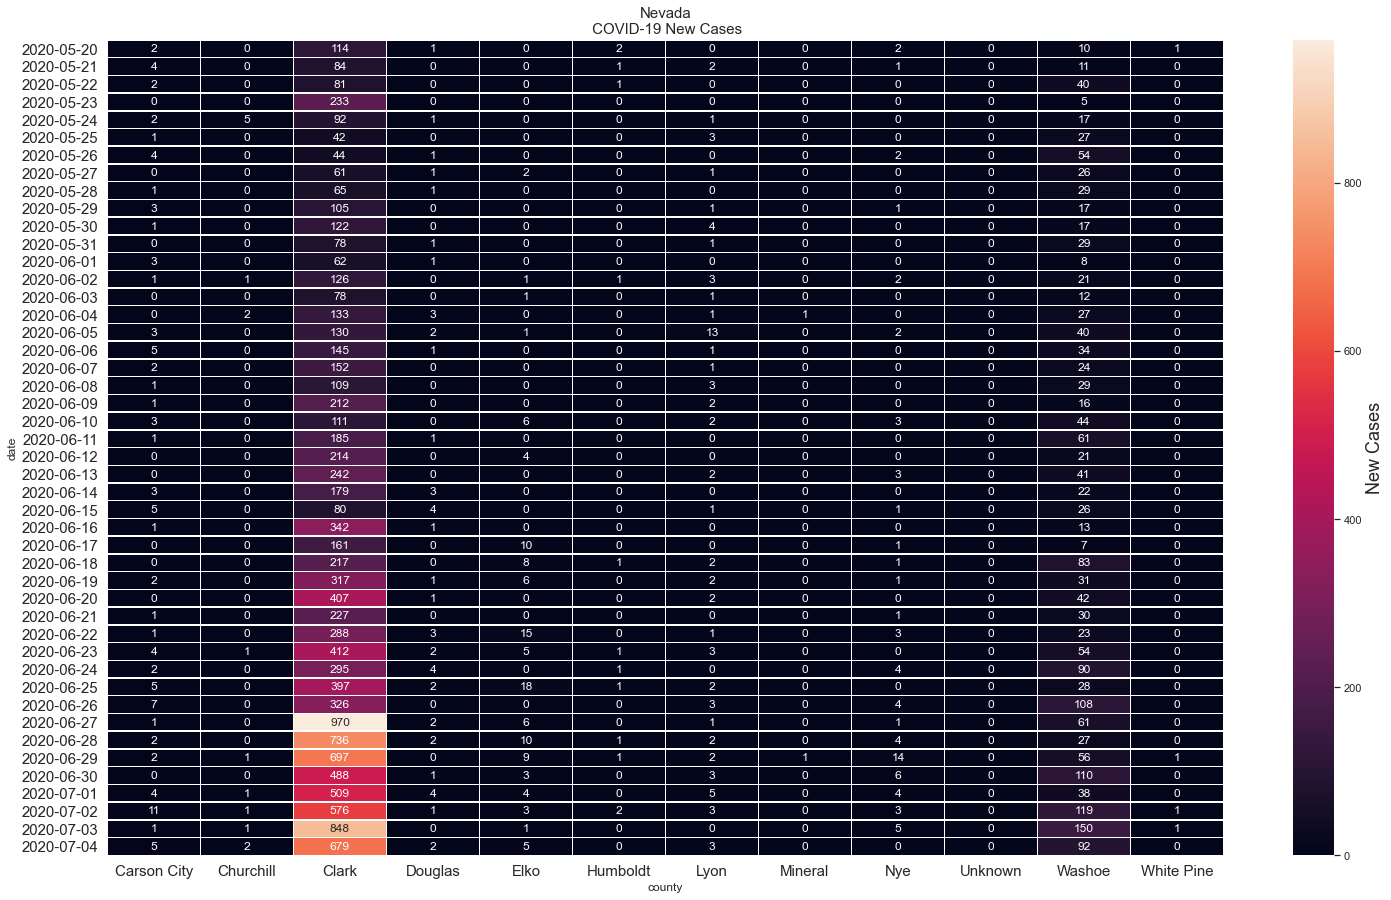 Nevada
COVID-19 New Cases
2020-05-20 2 0 114 1 0 2 0 0 2 0 10 1
2020-05-21 4 0 84 0 0 1 2 0 1 0 11 0
2020-05-22 2 0 81 0 0 1 0 0 0 0 40 0
2020-05-23 0 0 233 0 0 0 0 0 0 0 5 0
2020-05-24 2 5 92 1 0 0 1 0 0 0 17 0
2020-05-25 1 0 42 0 0 0 3 0 0 0 27 0
2020-05-26 4 0 44 1 0 0 0 0 2 0 54 0
2020-05-27 0 0 61 1 2 0 1 0 0 0 26 0
2020-05-28 1 0 65 1 0 0 0 0 0 0 29 0
2020-05-29 3 0 105 0 0 0 1 0 1 0 17 0
2020-05-30 1 0 122 0 0 0 4 0 0 0 17 0
2020-05-31 0 0 78 1 0 0 1 0 0 0 29 0
2020-06-01 3 0 62 1 0 0 0 0 0 0 8 0
2020-06-02 1 1 126 0 1 1 3 0 2 0 21 0
2020-06-03 0 0 78 0 1 0 1 0 0 0 12 0
2020-06-04 0 2 133 3 0 0 1 1 0 0 27 0
2020-06-05 3 0 130 2 1 0 13 0 2 0 40 0
2020-06-06 5 0 145 1 0 0 1 0 0 0 34 0
2020-06-07 2 0 152 0 0 0 1 0 0 0 24 0
2020-06-08 1 0 109 0 0 0 3 0 0 0 29 0
2020-06-09 1 0 212 0 0 0 2 0 0 0 16 0
2020-06-10 3 0 111 0 6 0 2 0 3 0 44 0
2020-06-11 1 0 185 1 0 0 0 0 0 0 61 0
2020-06-12 0 0 214 0 4 0 0 0 0 0 21 0
2020-06-13 0 0 242 0 0 0 2 0 3 0 41 0
2020-06-14 3 0 179 3 0 0 0 0 0 0 22 0
2020-06-15 5 0 80 4 0 0 1 0 1 0 26 0
2020-06-16 1 0 342 1 0 0 0 0 0 0 13 0
2020-06-17 0 0 161 0 10 0 0 0 1 0 7 0
2020-06-18 0 0 217 0 8 1 2 0 1 0 83 0
2020-06-19 2 0 317 1 6 0 2 0 1 0 31 0
2020-06-20 0 0 407 1 0 0 2 0 0 0 42 0
2020-06-21 1 0 227 0 0 0 0 0 1 0 30 0
2020-06-22 1 0 288 3 15 0 1 0 3 0 23 0
2020-06-23 4 1 412 2 5 1 3 0 0 0 54 0
2020-06-24 2 0 295 4 0 1 0 0 4 0 90 0
2020-06-25 5 0 397 2 18 1 2 0 0 0 28 0
2020-06-26 7 0 326 0 0 0 3 0 4 0 108 0
2020-06-27 1 0 970 2 6 0 1 0 1 0 61 0
2020-06-28 2 0 736 2 10 1 2 0 4 0 27 0
2020-06-29 2 1 697 0 9 1 2 1 14 0 56 1
2020-06-30 0 0 488 1 3 0 3 0 6 0 110 0
2020-07-01 4 1 509 4 4 0 5 0 4 0 38 0
2020-07-02 11 1 576 1 3 2 3 0 3 0 119 1
2020-07-03 1 1 848 0 1 0 0 0 5 0 150 1
2020-07-04 5 2 679 2 5 0 3 0 0 0 92 0
Carson City Churchill Clark Douglas Elko Humboldt Lyon Mineral Nye Unknown Washoe White Pine
county
date
800
600
400
200
0
New Cases